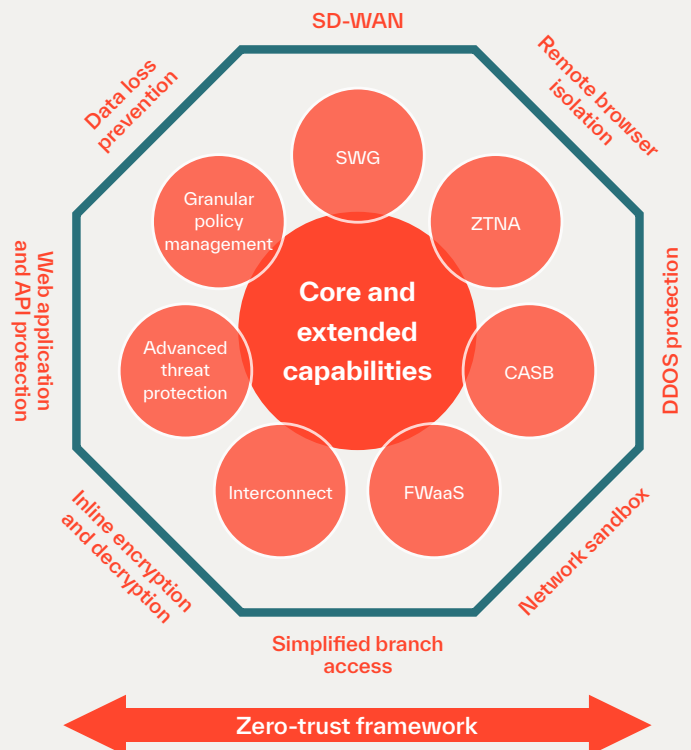 SD-WAN
Data loss
prevention
Remote browser
isolation
SWG
Granular
policy
management
ZTNA
Core and
extended
capabilities
Web application
and API protection
DDOS protection
Advanced
threat
protection
CASB
Interconnect
FWaaS
Inline encryption
and decryption
Network sandbox
Simplified branch
access
Zero-trust framework